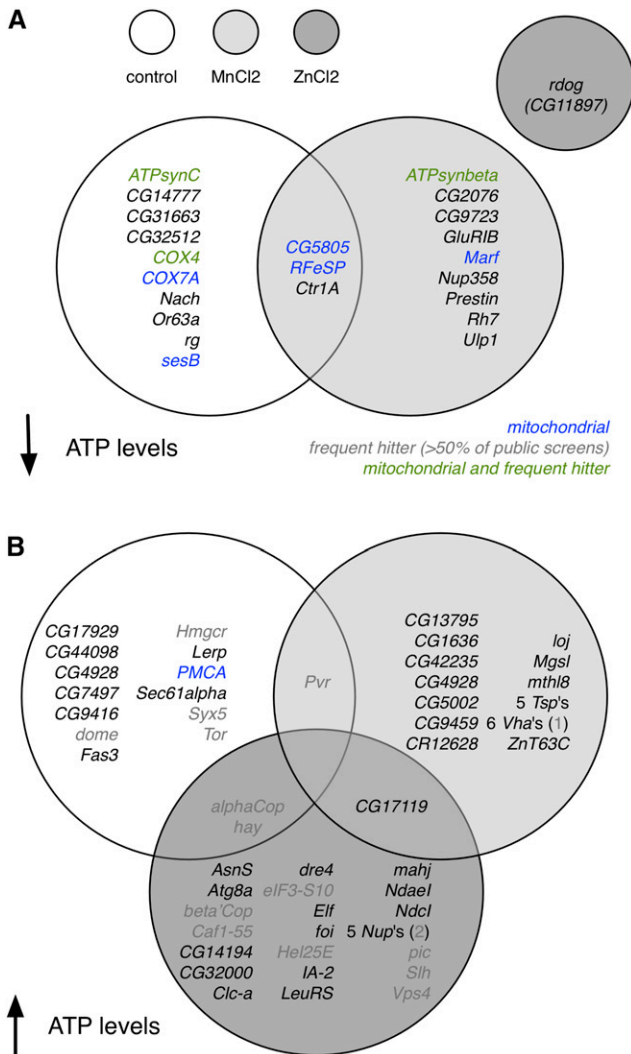 A
control
MnCl2
ZnCl2
rdog
(CG11897)
ATPsynC
CG14777
CG31663
CG32512
COX4
COX7A
Nach
Or63a
rg
sesB
CG5805
RFeSP
Ctr1A
ATPsynbeta
CG2076
CG9723
GluRIB
Marf
Nup358
Prestin
Rh7
Ulp1
ATP levels
mitochondrial
frequent hitter (>50% of public screens)
mitochondrial and frequent hitter
B
CG17929
CG44098
CG4928
CG7497
CG9416
dome
Fas3
Hmgcr
Lerp
PMCA
Sec61alpha
Syx5
Tor
Pvr
CG13795
CG1636
CG42235
CG4928
CG5002
CG9459
CR12628
loj
Mgsl
mthl8
5 Tsp's
6 Vha's (1)
ZnT63C
alphaCop
hay
CG17119
AsnS
Atg8a
beta'Cop
Caf1-55
CG14194
CG32000
Clc-a
dre4
eIF3-S10
Elf
foi
Hel25E
IA-2
LeuRS
mahj
NdaeI
NdcI
5 Nup's (2)
pic
Slh
Vps4
ATP levels